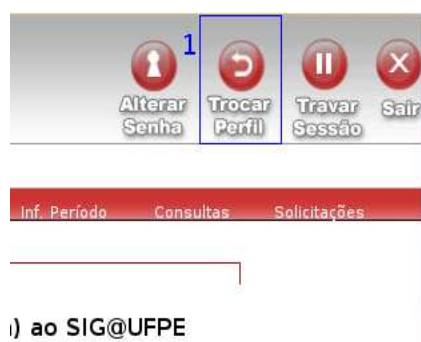 1
Alterar Senha
Trocar Perfil
Travar Sessão
Sair
Inf. Período Consultas Solicitações
) ao SIG@UFPE